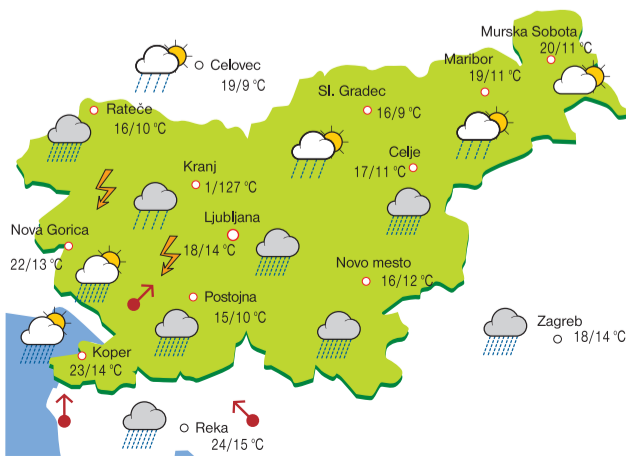 Murska Sobota
20/11 °C
Celovec
19/9 °C
Maribor
19/11 °C
Sl. Gradec
16/9 °C
Rateče
16/10 °C
Celje
17/11 °C
Kranj
1/127 °C
Ljubljana
18/14 °C
Nova Gorica
22/13 °C
Novo mesto
16/12 °C
Postojna
15/10 °C
Zagreb
18/14 °C
Koper
23/14 °C
Reka
24/15 °C